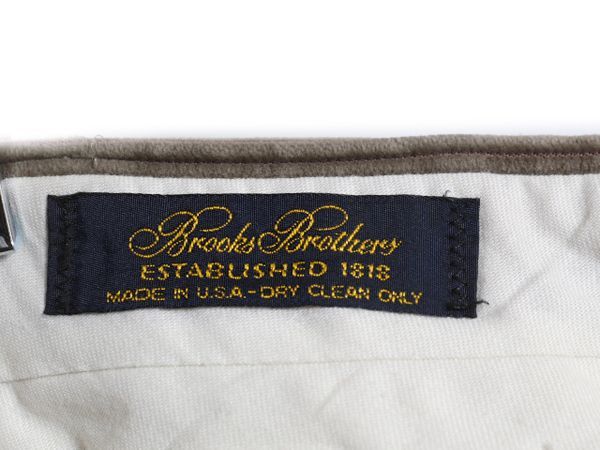 Brooks Brothers
ESTABLISHED 1818
MADE IN U.S.A.-DRY CLEAN ONLY